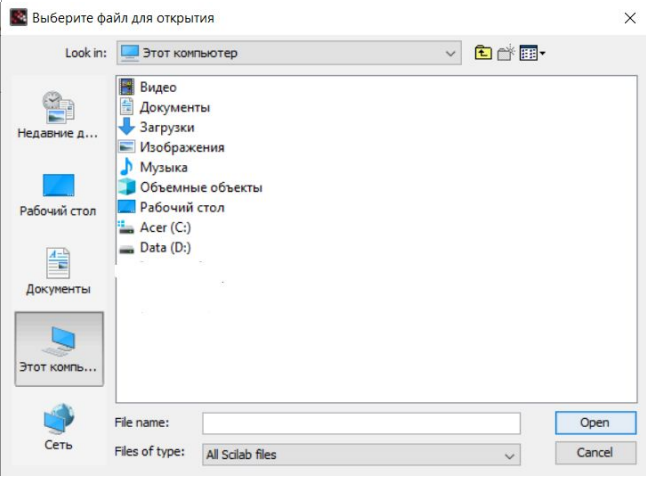 Выберите файл для открытия
Look in: Этот компьютер
Недавние д...
Рабочий стол
Документы
Этот компь...
Сеть
Видео
Документы
Загрузки
Изображения
Музыка
Объемные объекты
Рабочий стол
Acer (C:)
Data (D:)
File name:
Open
Files of type: All Scilab files
Cancel